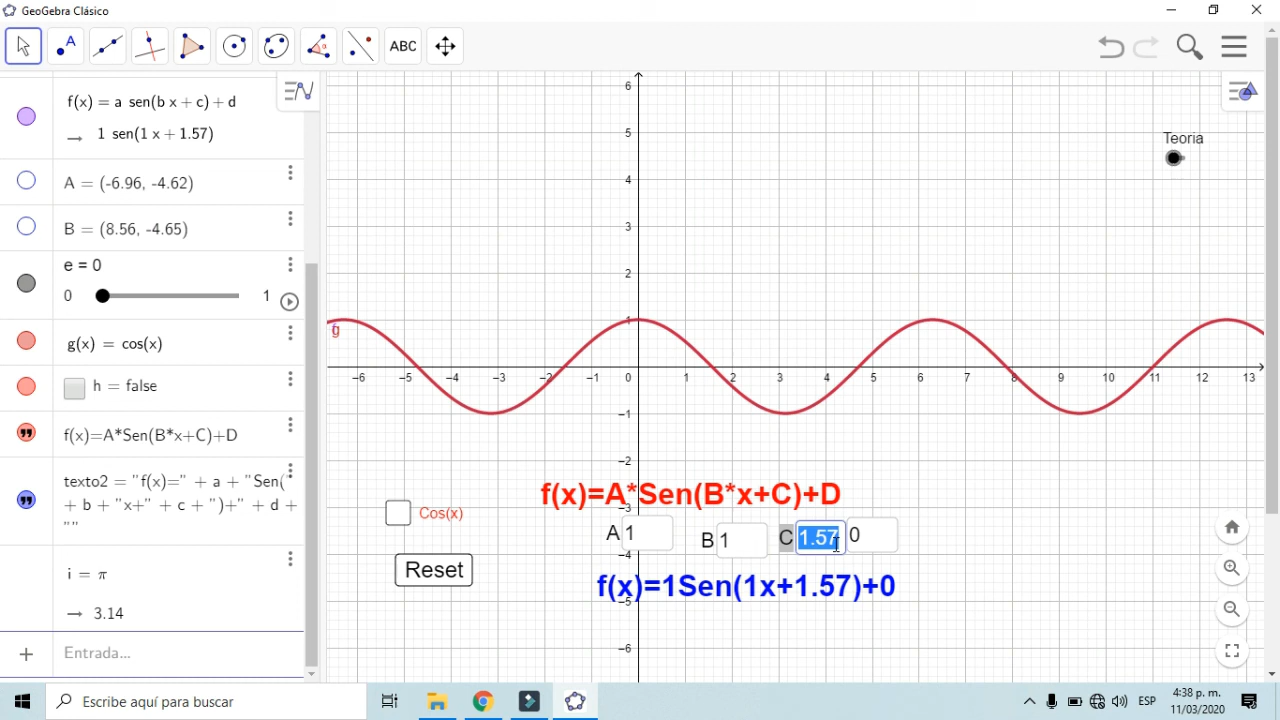 GeoGebra Clásico
ABC
f(x) = a sen(b x + c) + d
→ 1 sen(1 x + 1.57)
A = (-6.96, -4.62)
B = (8.56, -4.65)
e = 0
0 1
g(x) = cos(x)
h = false
f(x)=A*Sen(B*x+C)+D
texto2 = "f(x)=" + a + "Sen("
+ b + "x+" + c + ")+" + d +
""
i = π
→ 3.14
Entrada...
Teoria
6
5
4
3
2
1
−6 −5 −4 −3 −2 −1 0 1 2 3 4 5 6 7 8 9 10 11 12 13
−1
−2
−3
−4
−5
−6
g
f(x)=A*Sen(B*x+C)+D
Cos(x)
A 1 B 1 C 1.57 0
Reset
f(x)=1Sen(1x+1.57)+0
Escribe aquí para buscar
ESP
4:38 p. m.
11/03/2020